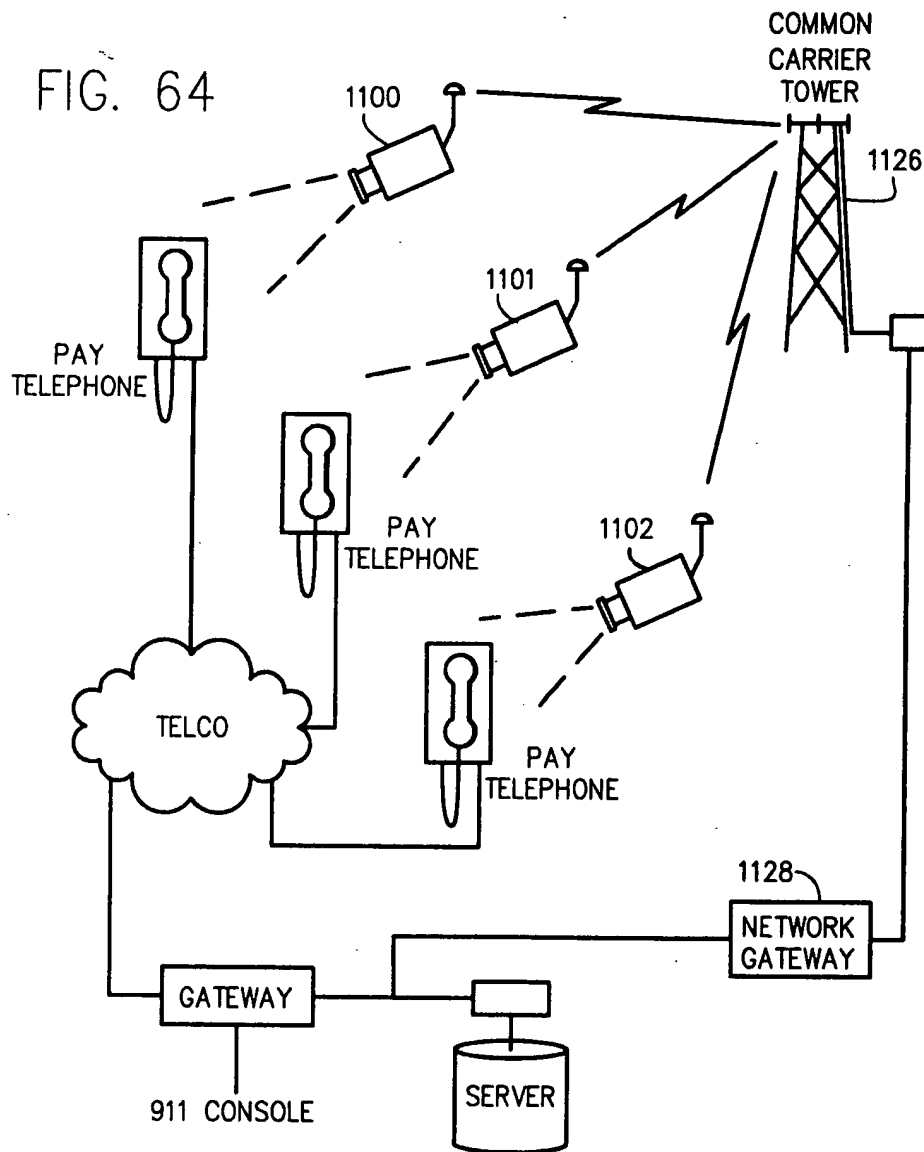 FIG. 64
COMMON
CARRIER
TOWER
1100
1126
1101
PAY
TELEPHONE
PAY
TELEPHONE
1102
TELCO
PAY
TELEPHONE
1128
NETWORK
GATEWAY
GATEWAY
SERVER
911 CONSOLE